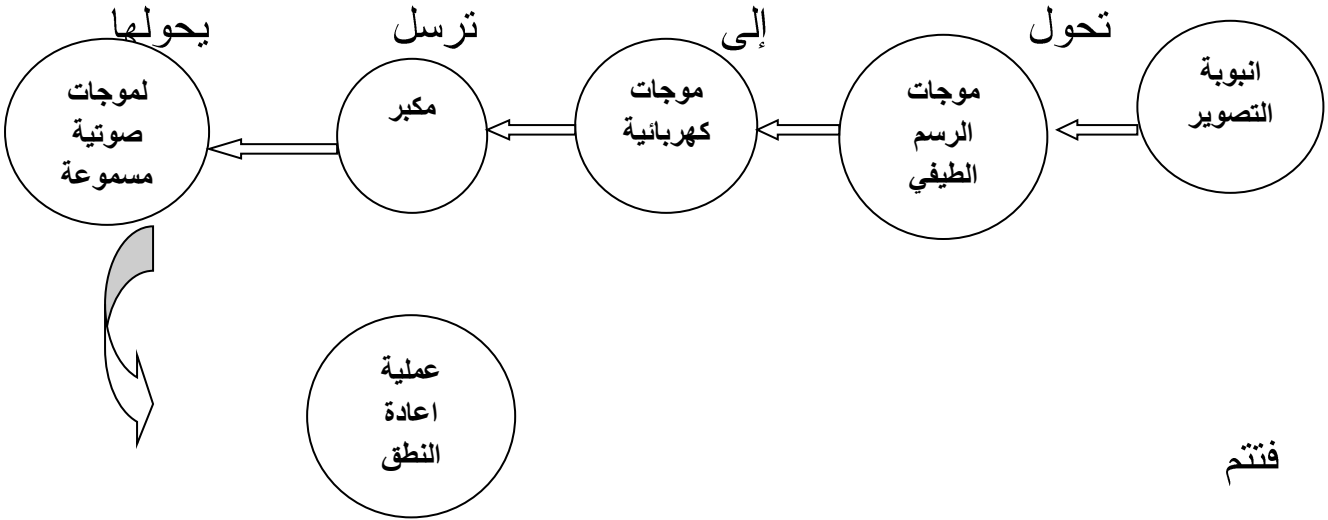 تحول
إلى
ترسل
يحولها
انبوبة
التصوير
موجات
الرسم
الطيفي
موجات
كهربائية
مكبر
لموجات
صوتية
مسموعة
فتتم
عملية
اعادة
النطق